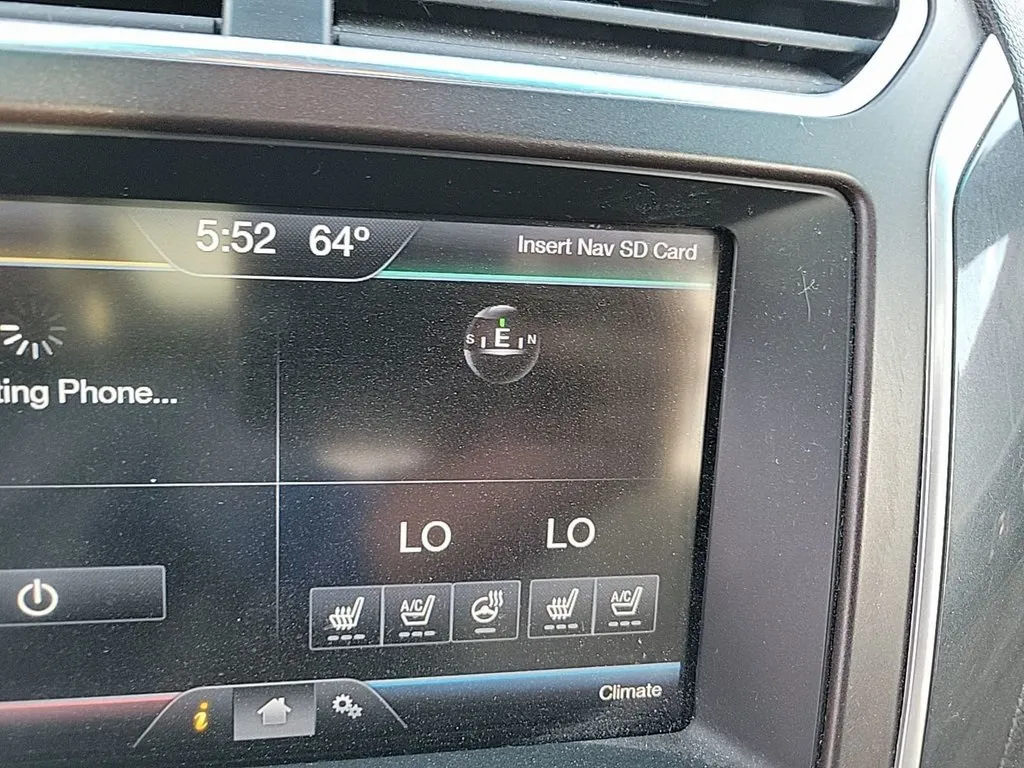 5:52 64°
Insert Nav SD Card
S E N
ting Phone...
LO LO
A/C A/C
Climate
i